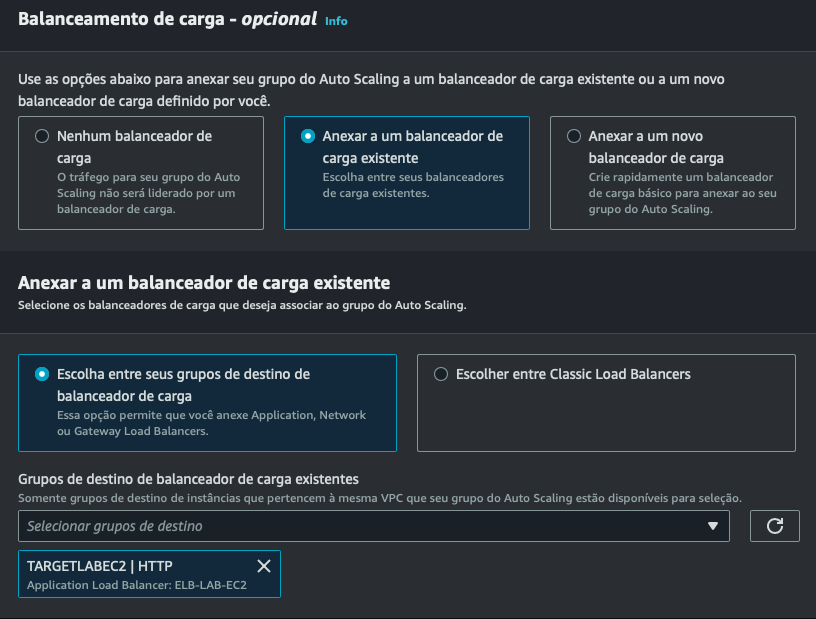 Balanceamento de carga - opcional Info
Use as opções abaixo para anexar seu grupo do Auto Scaling a um balanceador de carga existente ou a um novo
balanceador de carga definido por você.
Nenhum balanceador de
carga
O tráfego para seu grupo do Auto
Scaling não será liderado por um
balanceador de carga.
Anexar a um balanceador de
carga existente
Escolha entre seus balanceadores
de carga existentes.
Anexar a um novo
balanceador de carga
Crie rapidamente um balanceador
de carga básico para anexar ao seu
grupo do Auto Scaling.
Anexar a um balanceador de carga existente
Selecione os balanceadores de carga que deseja associar ao grupo do Auto Scaling.
Escolha entre seus grupos de destino de
balanceador de carga
Essa opção permite que você anexe Application, Network
ou Gateway Load Balancers.
Escolher entre Classic Load Balancers
Grupos de destino de balanceador de carga existentes
Somente grupos de destino de instâncias que pertencem à mesma VPC que seu grupo do Auto Scaling estão disponíveis para seleção.
Selecionar grupos de destino
TARGETLABEC2 | HTTP
Application Load Balancer: ELB-LAB-EC2